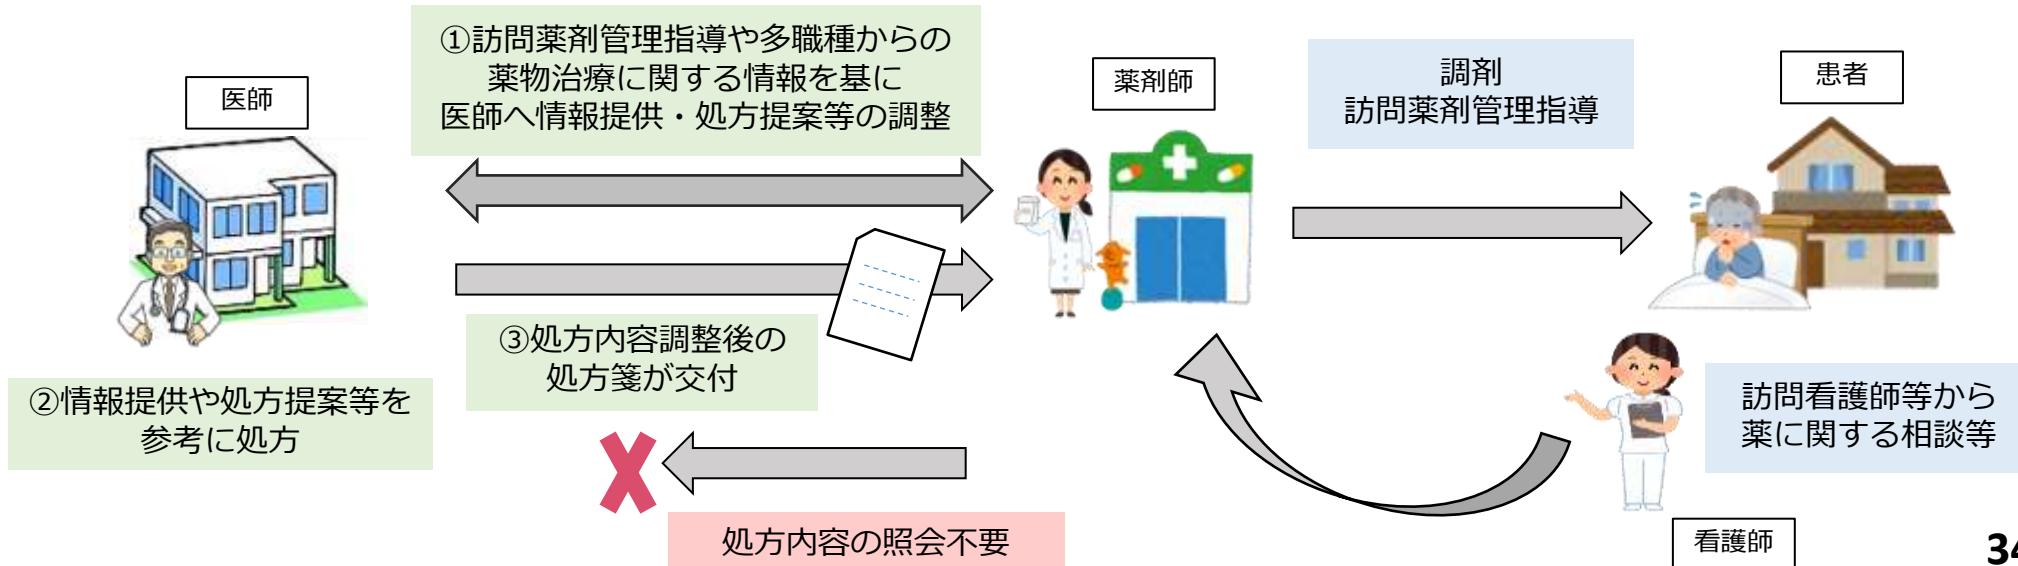 医師
①訪問薬剤管理指導や多職種からの
薬物治療に関する情報を基に
医師へ情報提供・処方提案等の調整
薬剤師
調剤
訪問薬剤管理指導
患者
③処方内容調整後の
処方箋が交付
②情報提供や処方提案等を
参考に処方
処方内容の照会不要
訪問看護師等から
薬に関する相談等
看護師
34